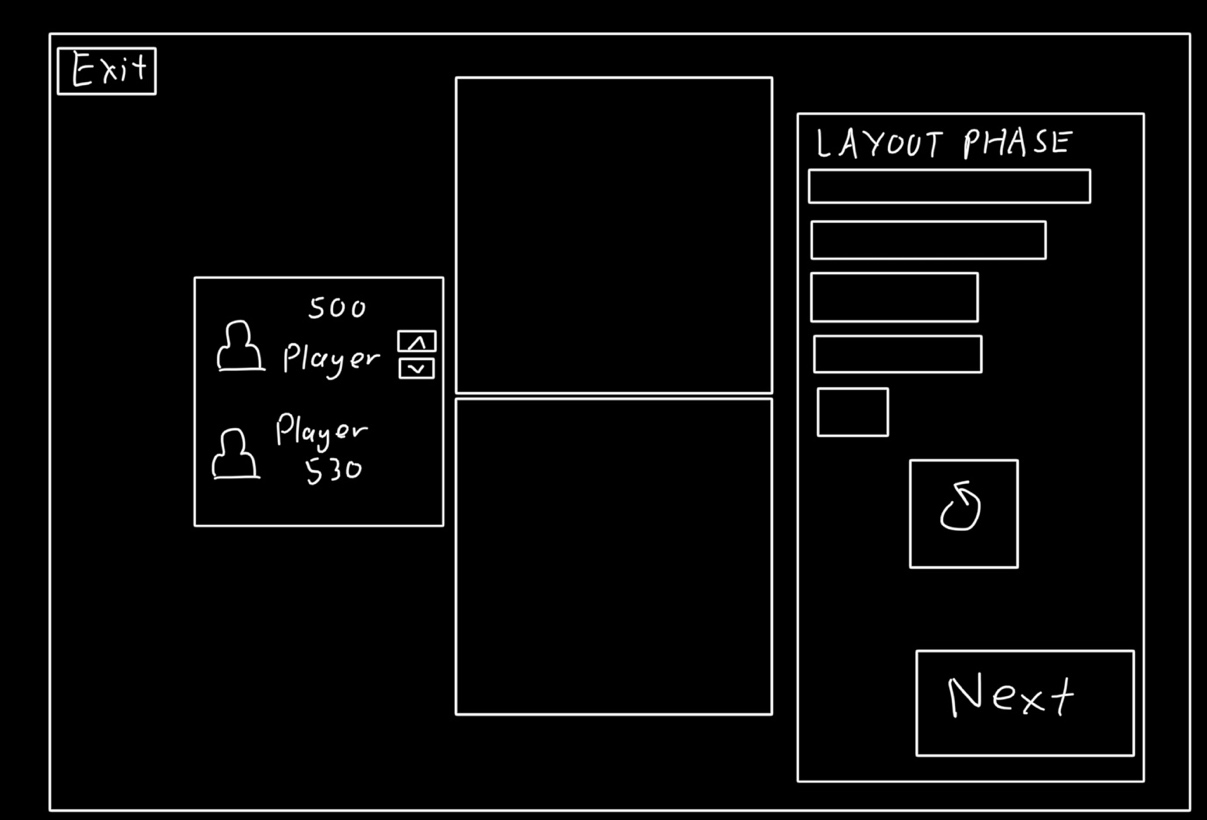 Exit
LAYOUT PHASE
500
Player
Player
530
Next